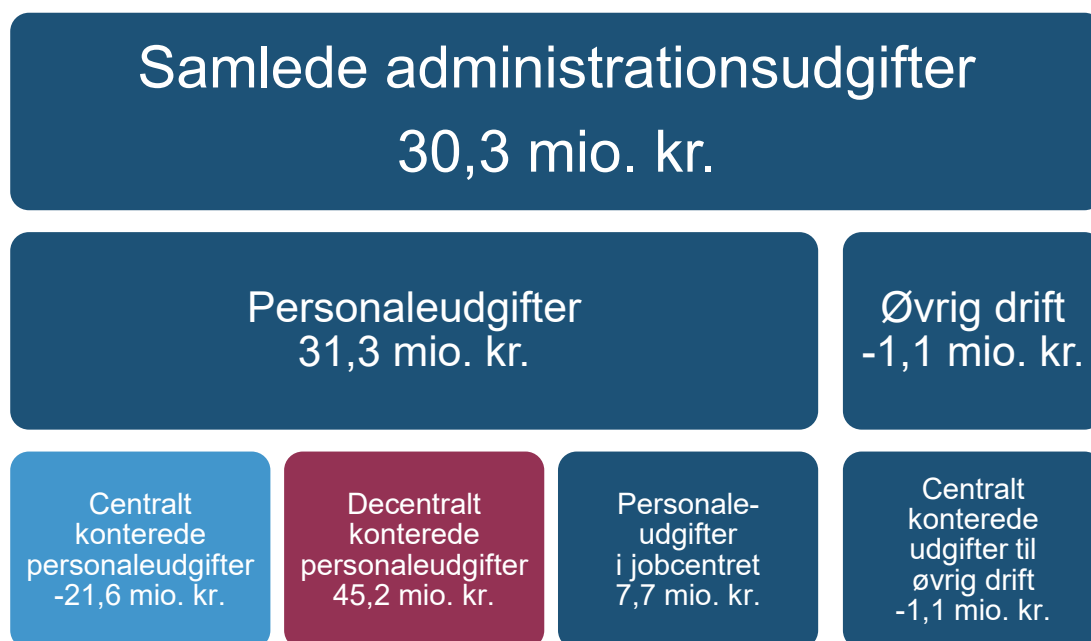 Samlede administrationsudgifter
30,3 mio. kr.
Personaleudgifter
31,3 mio. kr.
Øvrig drift
-1,1 mio. kr.
Centralt
konterede
personaleudgifter
-21,6 mio. kr.
Decentralt
konterede
personaleudgifter
45,2 mio. kr.
Personale-
udgifter
i jobcentret
7,7 mio. kr.
Centralt
konterede
udgifter til
øvrig drift
-1,1 mio. kr.